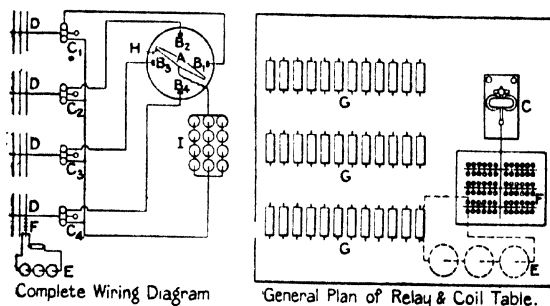 D
C1
H
B2
A
B3
B1
B4
D
C2
I
D
C3
D
F
C4
E
Complete Wiring Diagram
G
G
G
C
F
E
General Plan of Relay & Coil Table.